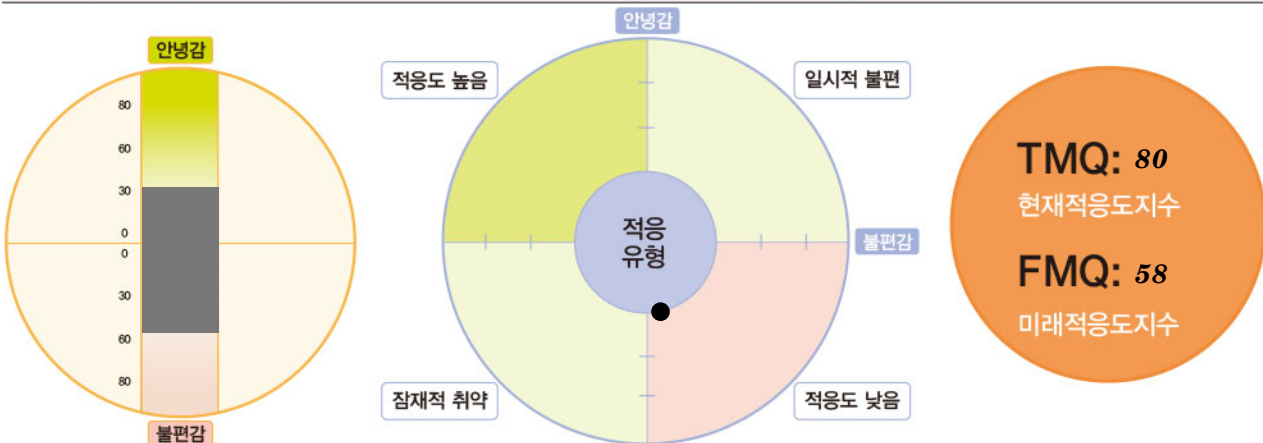 안녕감
80
60
30
0
0
30
60
80
불편감
안녕감
적응도 높음
일시적 불편
적응
유형
불편감
잠재적 취약
적응도 낮음
TMQ: 80
현재적응도지수
FMQ: 58
미래적응도지수